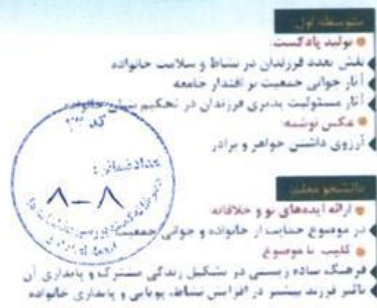 متوسطه اول
تولید پادکست:
نقش تعدد فرزندان در نشاط و سلامت خانواده
آثار جوانی جمعیت بر اقتدار جامعه
آثار مسئولیت پذیری فرزندان در تحکیم بنیان خانواده
عکس نوشته:
آرزوی داشتن خواهر و برادر
دانشجو معلمان
ارائه ایده‌های نو و خلاقانه
در موضوع حمایت از خانواده و جوانی جمعیت
کلیپ با موضوع
فرهنگ ساده زیستی در تشکیل زندگی مشترک و پایداری آن
تاثیر فرزند بیشتر در افزایش نشاط، پویایی و پایداری خانواده
کد
۸-۸